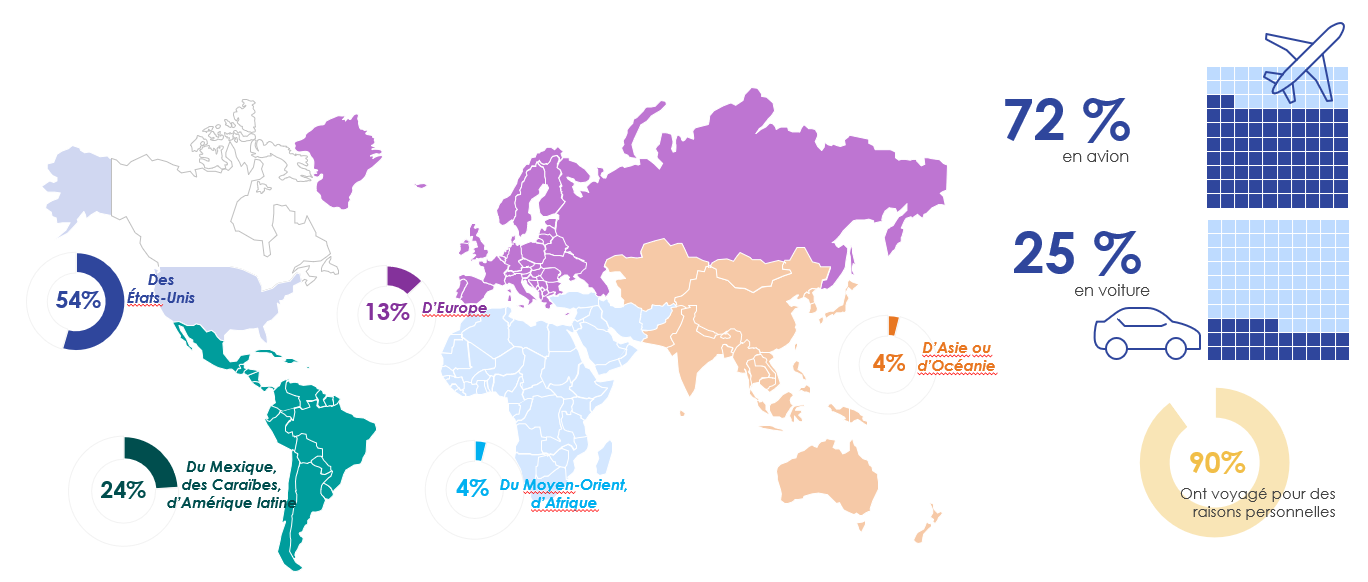 54%
Des
États-Unis
13%
D'Europe
4%
D'Asie ou
d'Océanie
24%
Du Mexique,
des Caraïbes,
d'Amérique latine
4%
Du Moyen-Orient,
d'Afrique
72 %
en avion
25 %
en voiture
90%
Ont voyagé pour des
raisons personnelles